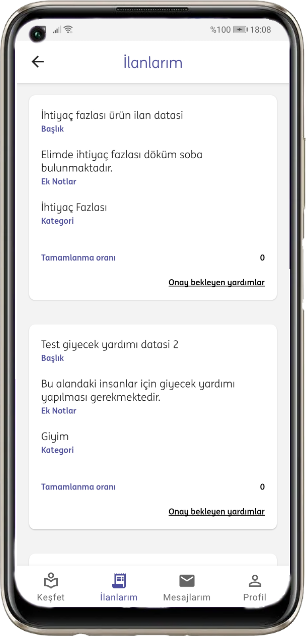 %100 18:08
İlanlarım
İhtiyaç fazlası ürün ilan datasi
Başlık
Elimde ihtiyaç fazlası döküm soba
bulunmaktadır.
Ek Notlar
İhtiyaç Fazlası
Kategori
Tamamlanma oranı 0
Onay bekleyen yardımlar
Test giyecek yardımı datasi 2
Başlık
Bu alandaki insanlar için giyecek yardımı
yapılması gerekmektedir.
Ek Notlar
Giyim
Kategori
Tamamlanma oranı 0
Onay bekleyen yardımlar
Keşfet İlanlarım Mesajlarım Profil